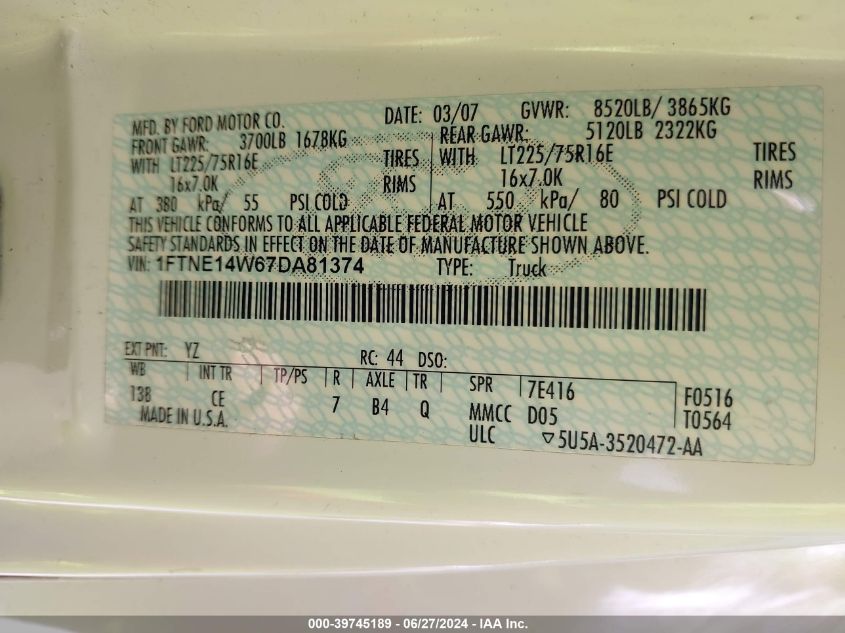 MFD. BY FORD MOTOR CO. DATE: 03/07 GVWR: 8520LB/ 3865KG
FRONT GAWR: 3700LB 1678KG REAR GAWR: 5120LB 2322KG
WITH LT225/75R16E TIRES WITH LT225/75R16E TIRES
16x7.0K RIMS 16x7.0K RIMS
AT 380 kPa/ 55 PSI COLD AT 550 kPa/ 80 PSI COLD
THIS VEHICLE CONFORMS TO ALL APPLICABLE FEDERAL MOTOR VEHICLE
SAFETY STANDARDS IN EFFECT ON THE DATE OF MANUFACTURE SHOWN ABOVE.
VIN: 1FTNE14W67DA81374 TYPE: Truck
EXT PNT: YZ RC: 44 DSO:
WB INT TR TP/PS R AXLE TR SPR 7E416 F0516
138 CE 7 B4 Q MMCC D05 T0564
MADE IN U.S.A. ULC ▽5U5A-3520472-AA
000-39745189 - 06/27/2024 - IAA Inc.